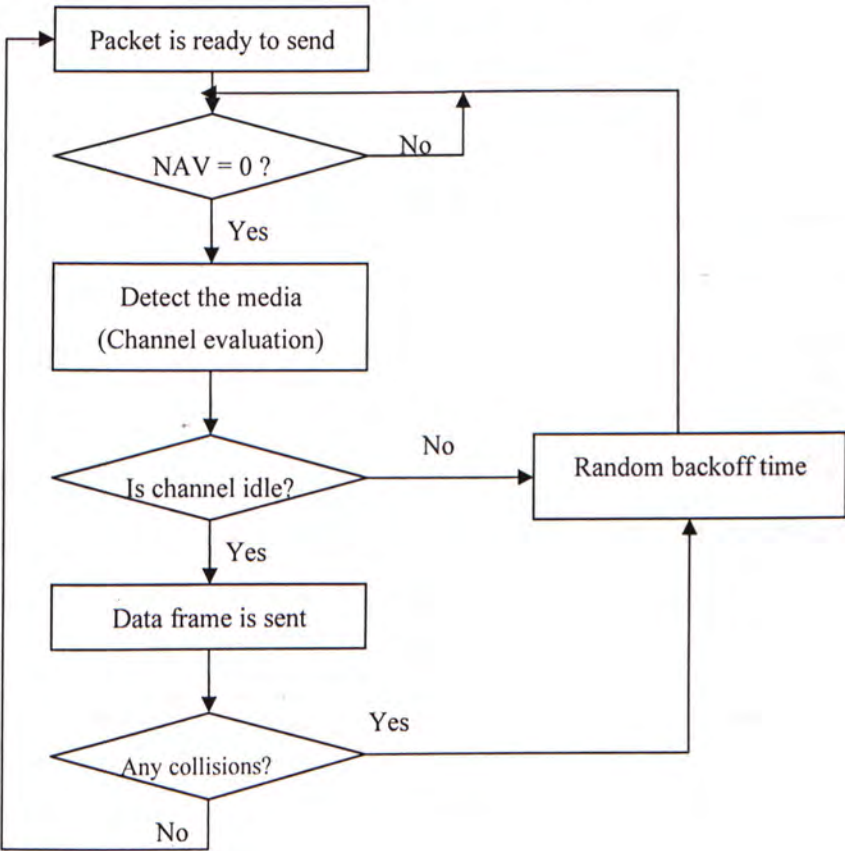 Packet is ready to send
NAV = 0 ?
No
Yes
Detect the media
(Channel evaluation)
Is channel idle?
No
Random backoff time
Yes
Data frame is sent
Any collisions?
Yes
No